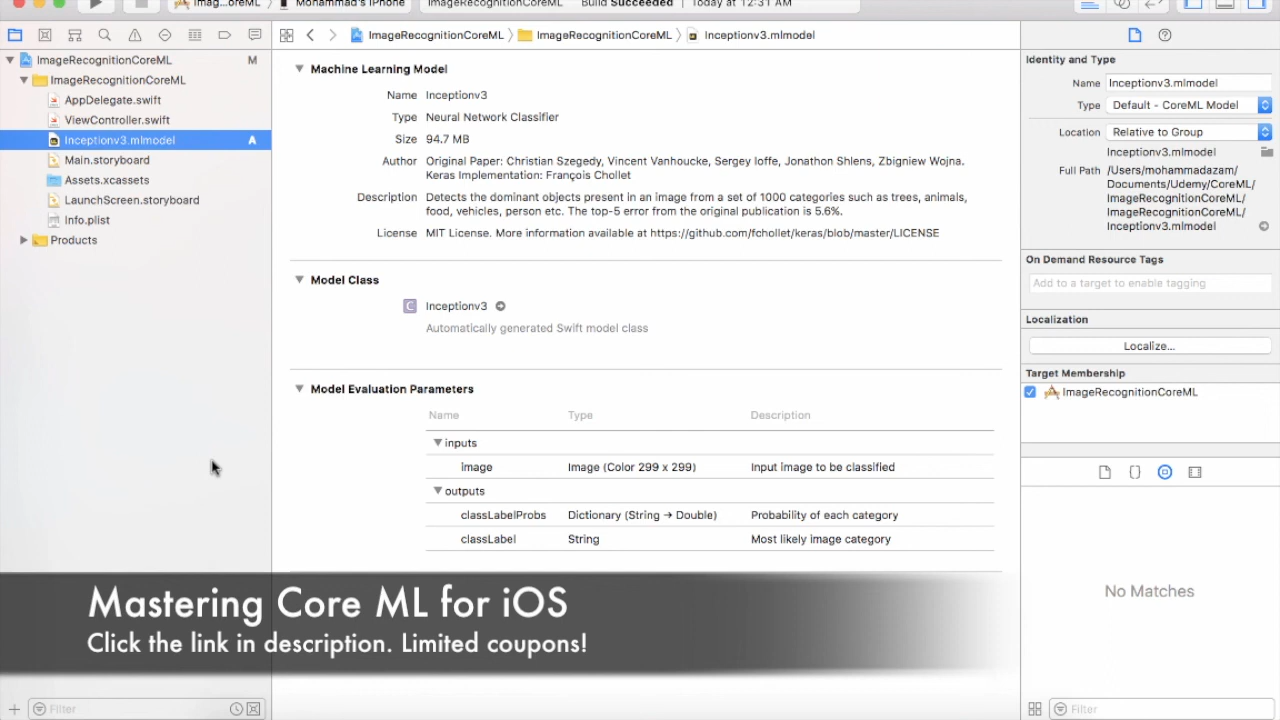 Imag...oreML
Mohammad's iPhone
ImageRecognitionCoreML
Build Succeeded
Today at 12:31 AM
ImageRecognitionCoreML
ImageRecognitionCoreML
Inceptionv3.mlmodel
ImageRecognitionCoreML M
ImageRecognitionCoreML
AppDelegate.swift
ViewController.swift
Inceptionv3.mlmodel A
Main.storyboard
Assets.xcassets
LaunchScreen.storyboard
Info.plist
Products
Filter
Machine Learning Model
Name Inceptionv3
Type Neural Network Classifier
Size 94.7 MB
Author Original Paper: Christian Szegedy, Vincent Vanhoucke, Sergey Ioffe, Jonathon Shlens, Zbigniew Wojna.
Keras Implementation: François Chollet
Description Detects the dominant objects present in an image from a set of 1000 categories such as trees, animals,
food, vehicles, person etc. The top-5 error from the original publication is 5.6%.
License MIT License. More information available at https://github.com/fchollet/keras/blob/master/LICENSE
Model Class
C Inceptionv3
Automatically generated Swift model class
Model Evaluation Parameters
Name Type Description
inputs
image Image (Color 299 x 299) Input image to be classified
outputs
classLabelProbs Dictionary (String → Double) Probability of each category
classLabel String Most likely image category
Identity and Type
Name Inceptionv3.mlmodel
Type Default - CoreML Model
Location Relative to Group
Inceptionv3.mlmodel
Full Path /Users/mohammadazam/
Documents/Udemy/CoreML/
ImageRecognitionCoreML/
ImageRecognitionCoreML/
Inceptionv3.mlmodel
On Demand Resource Tags
Add to a target to enable tagging
Localization
Localize...
Target Membership
ImageRecognitionCoreML
No Matches
Filter
Mastering Core ML for iOS
Click the link in description. Limited coupons!